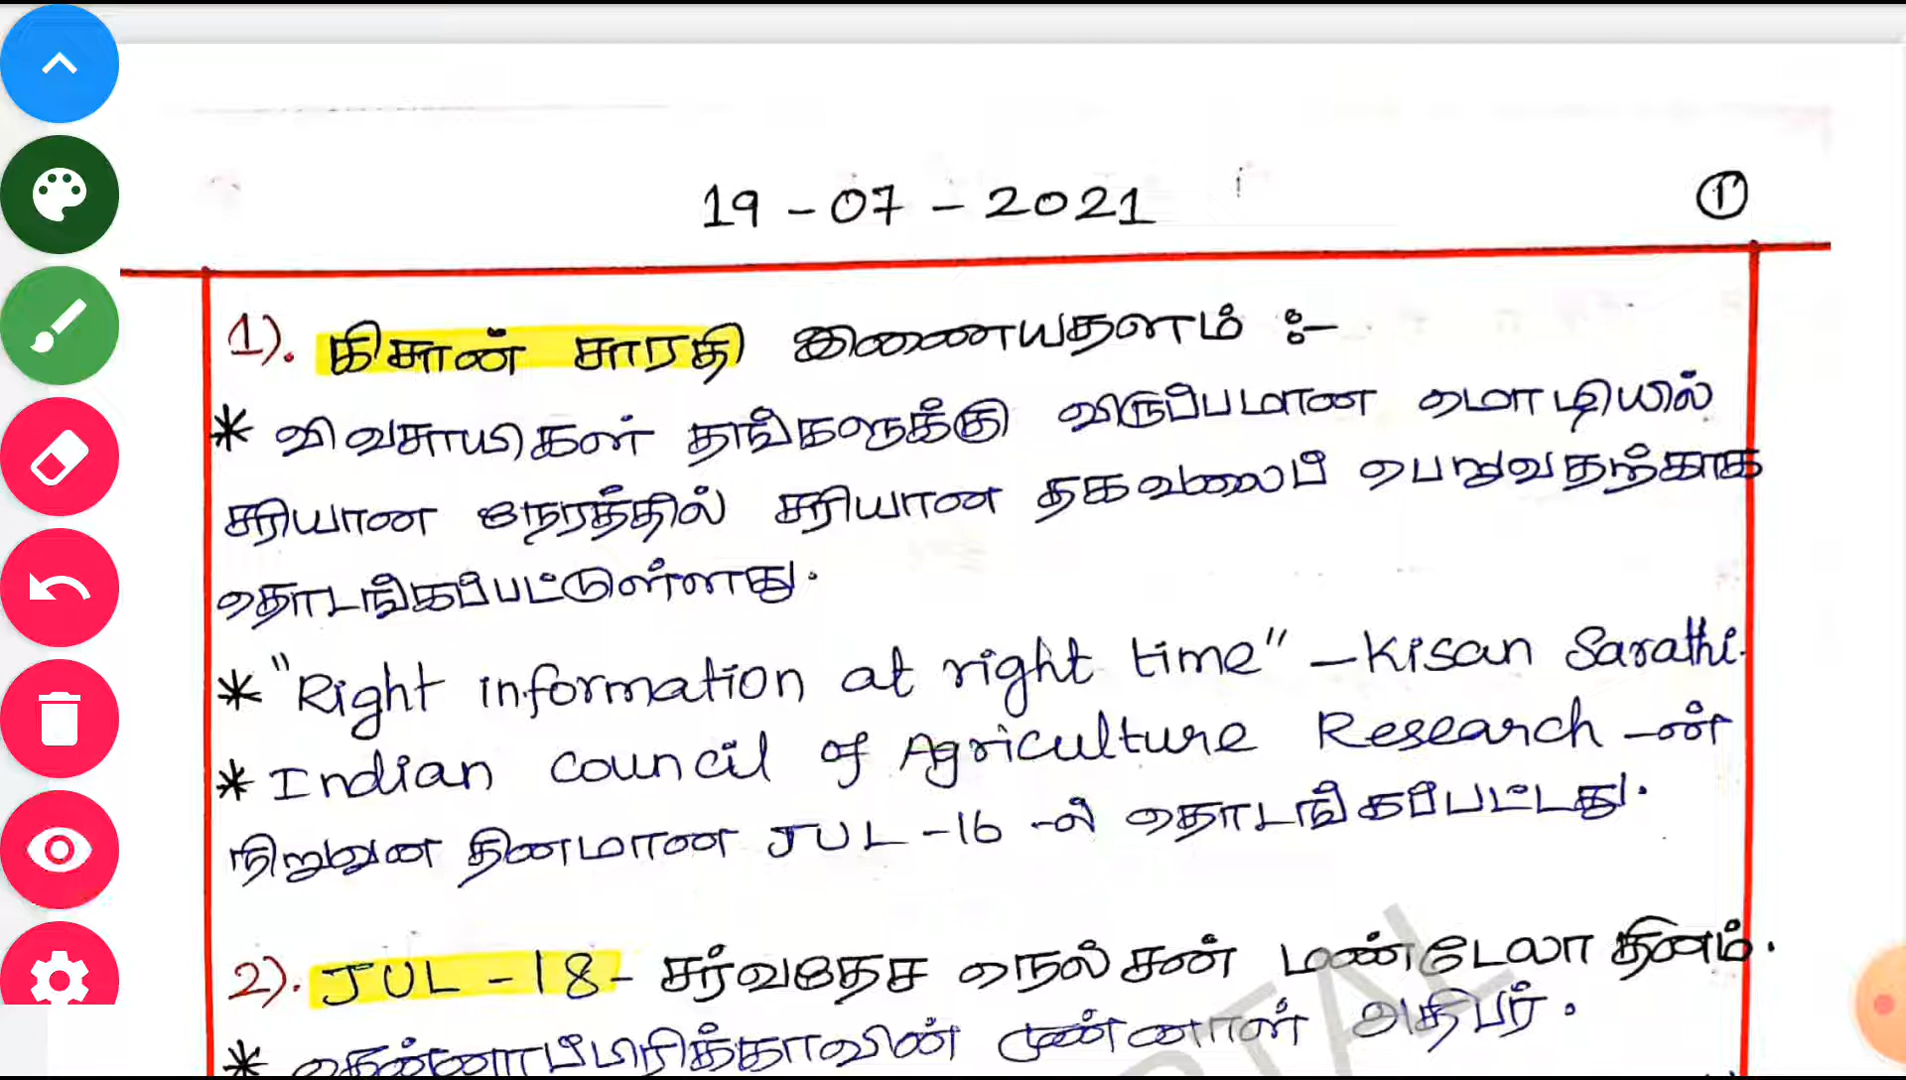 19 - 07 - 2021
1
1). கிசான் சாரதி இணையதளம் :-
* விவசாயிகள் தங்களுக்கு விருப்பமான மொழியில்
சரியான நேரத்தில் சரியான தகவலைப் பெறுவதற்காக
தொடங்கப்பட்டுள்ளது.
* "Right information at right time" - Kisan Sarathi.
* Indian council of Agriculture Research -ன்
நிறுவன தினமான JUL -16 -ல் தொடங்கப்பட்டது.
2). JUL -18 - சர்வதேச நெல்சன் மண்டேலா தினம்.
* தென்னாப்பிரிக்காவின் முன்னாள் அதிபர்.